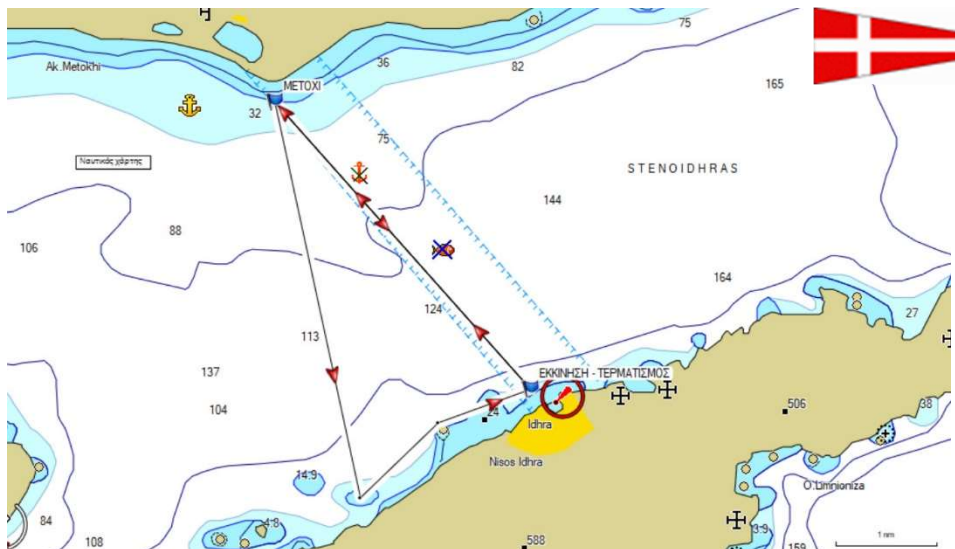 75
165
36
82
Ak.Metokhi
ΜΕΤΟΧΙ
32
75
STENOIDHRAS
Ναυτικός χάρτης
144
88
106
164
124
27
113
ΕΚΚΙΝΗΣΗ - ΤΕΡΜΑΤΙΣΜΟΣ
137
104
24
506
38
Idhra
Nisos Idhra
14.9
O.Limnioniza
84
4.8
3.9
108
588
159
1 nm